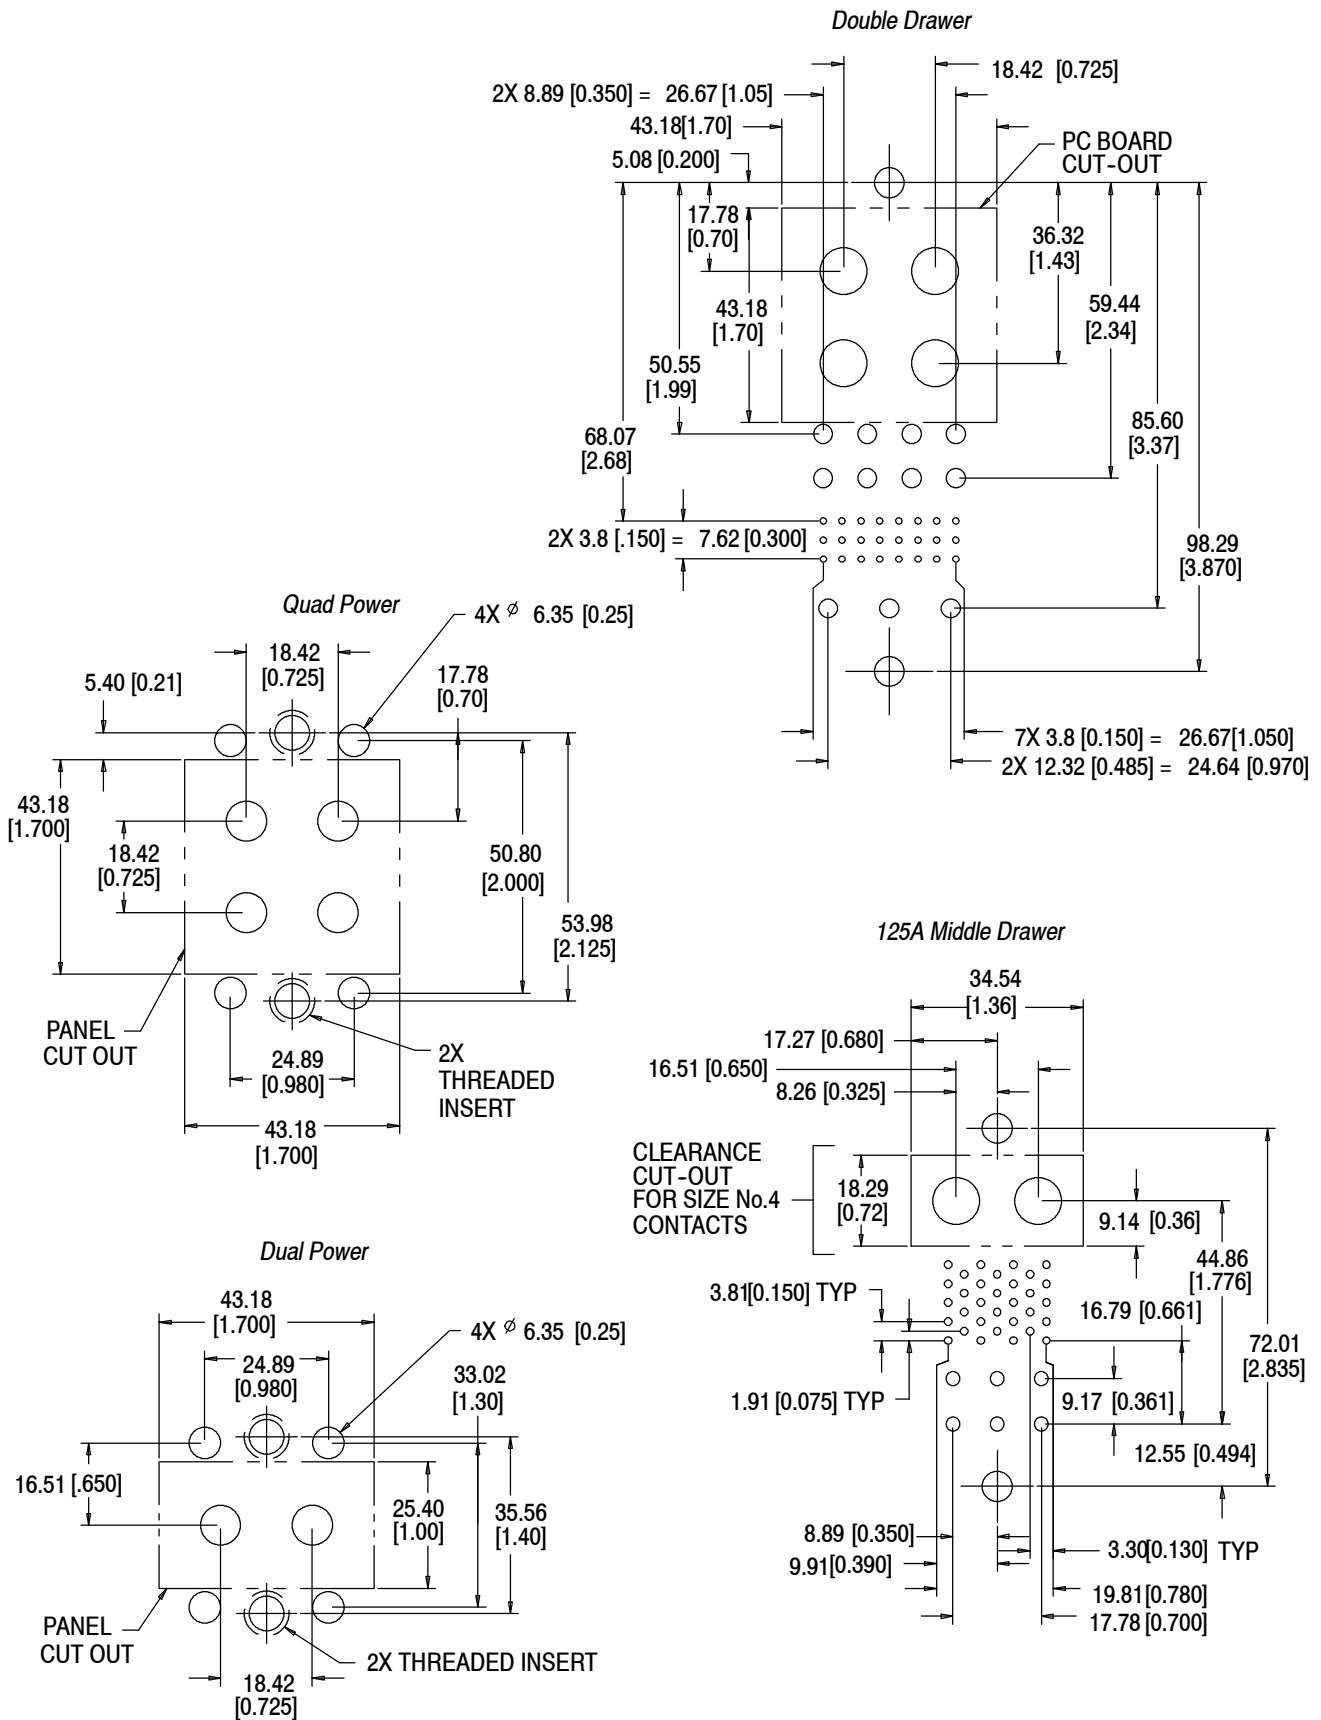 Double Drawer
18.42 [0.725]
2X 8.89 [0.350] = 26.67 [1.05]
43.18[1.70]
5.08 [0.200]
PC BOARD
CUT-OUT
17.78
[0.70]
36.32
[1.43]
43.18
[1.70]
59.44
[2.34]
50.55
[1.99]
68.07
[2.68]
85.60
[3.37]
2X 3.8 [.150] = 7.62 [0.300]
98.29
[3.870]
7X 3.8 [0.150] = 26.67[1.050]
2X 12.32 [0.485] = 24.64 [0.970]
Quad Power
4X ⌀ 6.35 [0.25]
18.42
[0.725]
5.40 [0.21]
17.78
[0.70]
43.18
[1.700]
18.42
[0.725]
50.80
[2.000]
53.98
[2.125]
PANEL
CUT OUT
24.89
[0.980]
2X
THREADED
INSERT
43.18
[1.700]
125A Middle Drawer
34.54
[1.36]
17.27 [0.680]
16.51 [0.650]
8.26 [0.325]
CLEARANCE
CUT-OUT
FOR SIZE No.4
CONTACTS
18.29
[0.72]
9.14 [0.36]
44.86
[1.776]
3.81[0.150] TYP
16.79 [0.661]
72.01
[2.835]
1.91 [0.075] TYP
9.17 [0.361]
12.55 [0.494]
8.89 [0.350]
9.91[0.390]
3.30[0.130] TYP
19.81[0.780]
17.78 [0.700]
Dual Power
43.18
[1.700]
4X ⌀ 6.35 [0.25]
24.89
[0.980]
33.02
[1.30]
16.51 [.650]
25.40
[1.00]
35.56
[1.40]
PANEL
CUT OUT
2X THREADED INSERT
18.42
[0.725]